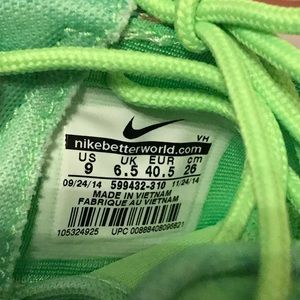 VH
nikebetterworld.com
US UK EUR cm
9 6.5 40.5 26
09/24/14 599432-310 11/24/14
MADE IN VIETNAM
FABRIQUE AU VIETNAM
105324925 UPC 00888408096821